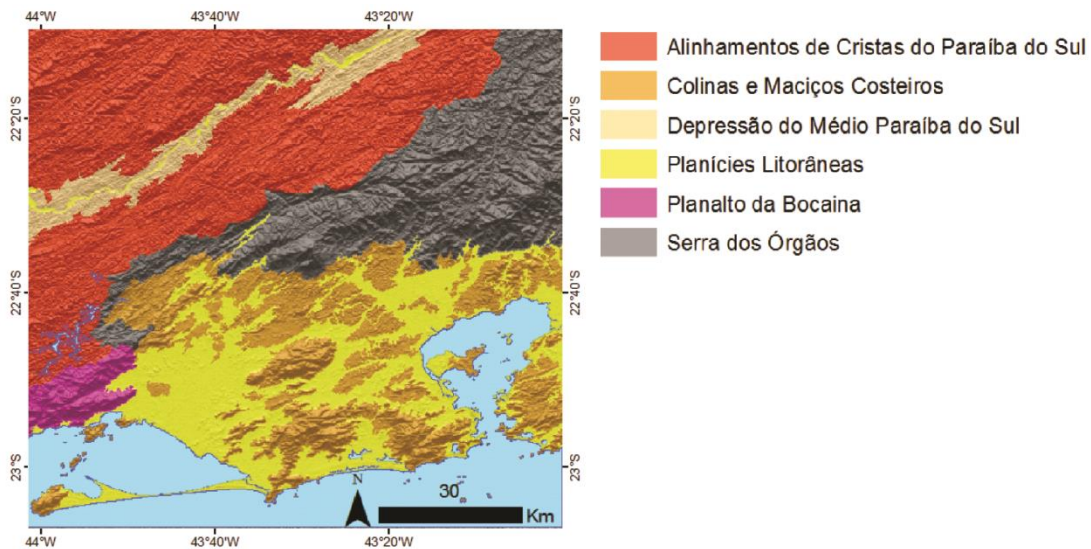 44°W 43°40'W 43°20'W
Alinhamentos de Cristas do Paraíba do Sul
Colinas e Maciços Costeiros
Depressão do Médio Paraíba do Sul
Planícies Litorâneas
Planalto da Bocaina
Serra dos Órgãos
22°20'S 22°20'S
22°40'S 22°40'S
23°S 23°S
N 30
Km
44°W 43°40'W 43°20'W